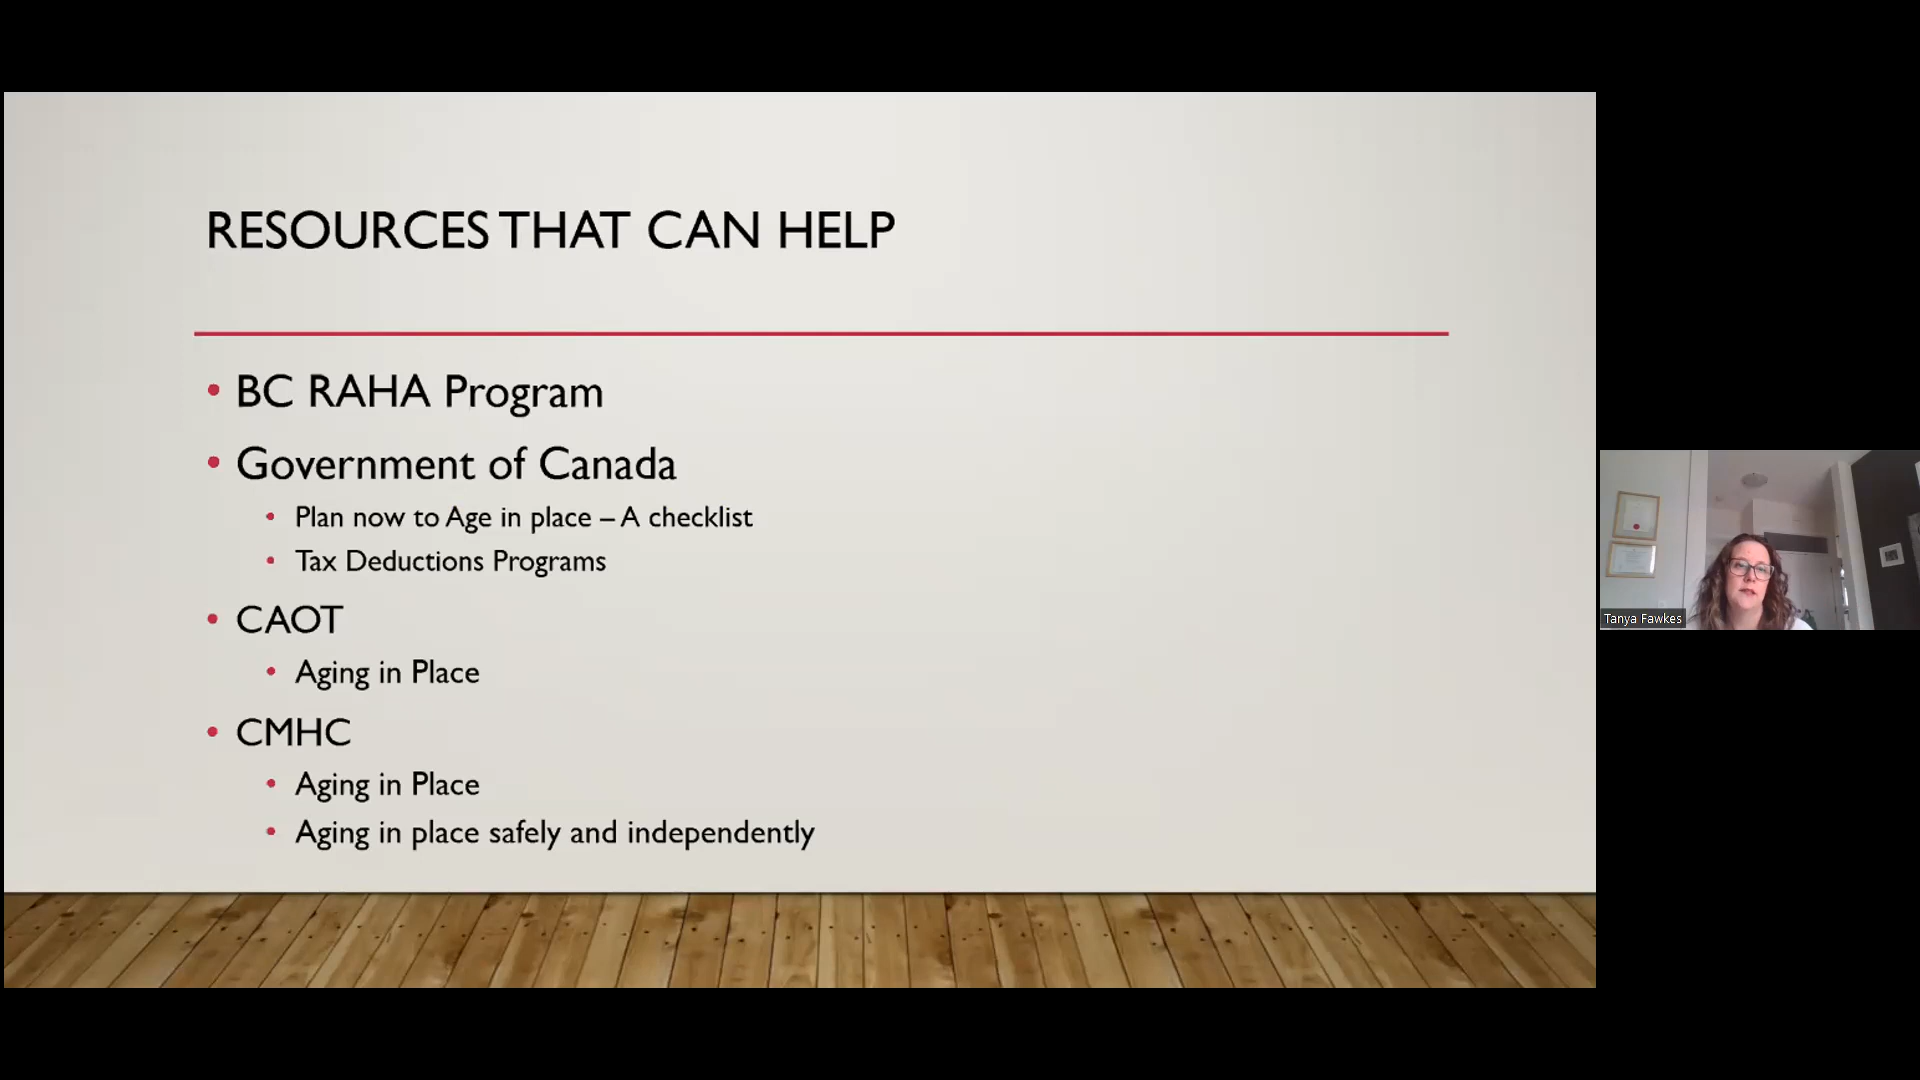 RESOURCES THAT CAN HELP
• BC RAHA Program
• Government of Canada
• Plan now to Age in place – A checklist
• Tax Deductions Programs
• CAOT
• Aging in Place
• CMHC
• Aging in Place
• Aging in place safely and independently
Tanya Fawkes